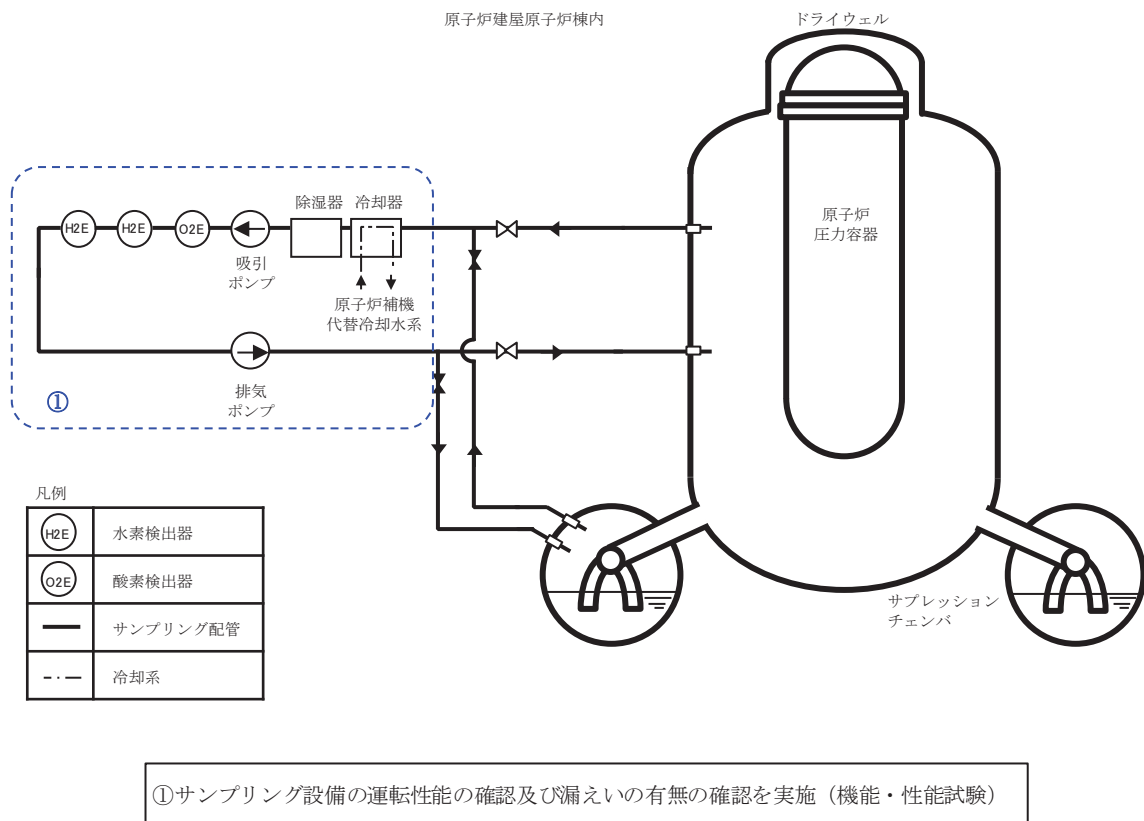 原子炉建屋原子炉棟内
ドライウェル
原子炉
圧力容器
除湿器
冷却器
H2E
H2E
O2E
吸引
ポンプ
原子炉補機
代替冷却水系
排気
ポンプ
①
サプレッション
チェンバ
凡例
H2E 水素検出器
O2E 酸素検出器
サンプリング配管
冷却系
①サンプリング設備の運転性能の確認及び漏えいの有無の確認を実施（機能・性能試験）